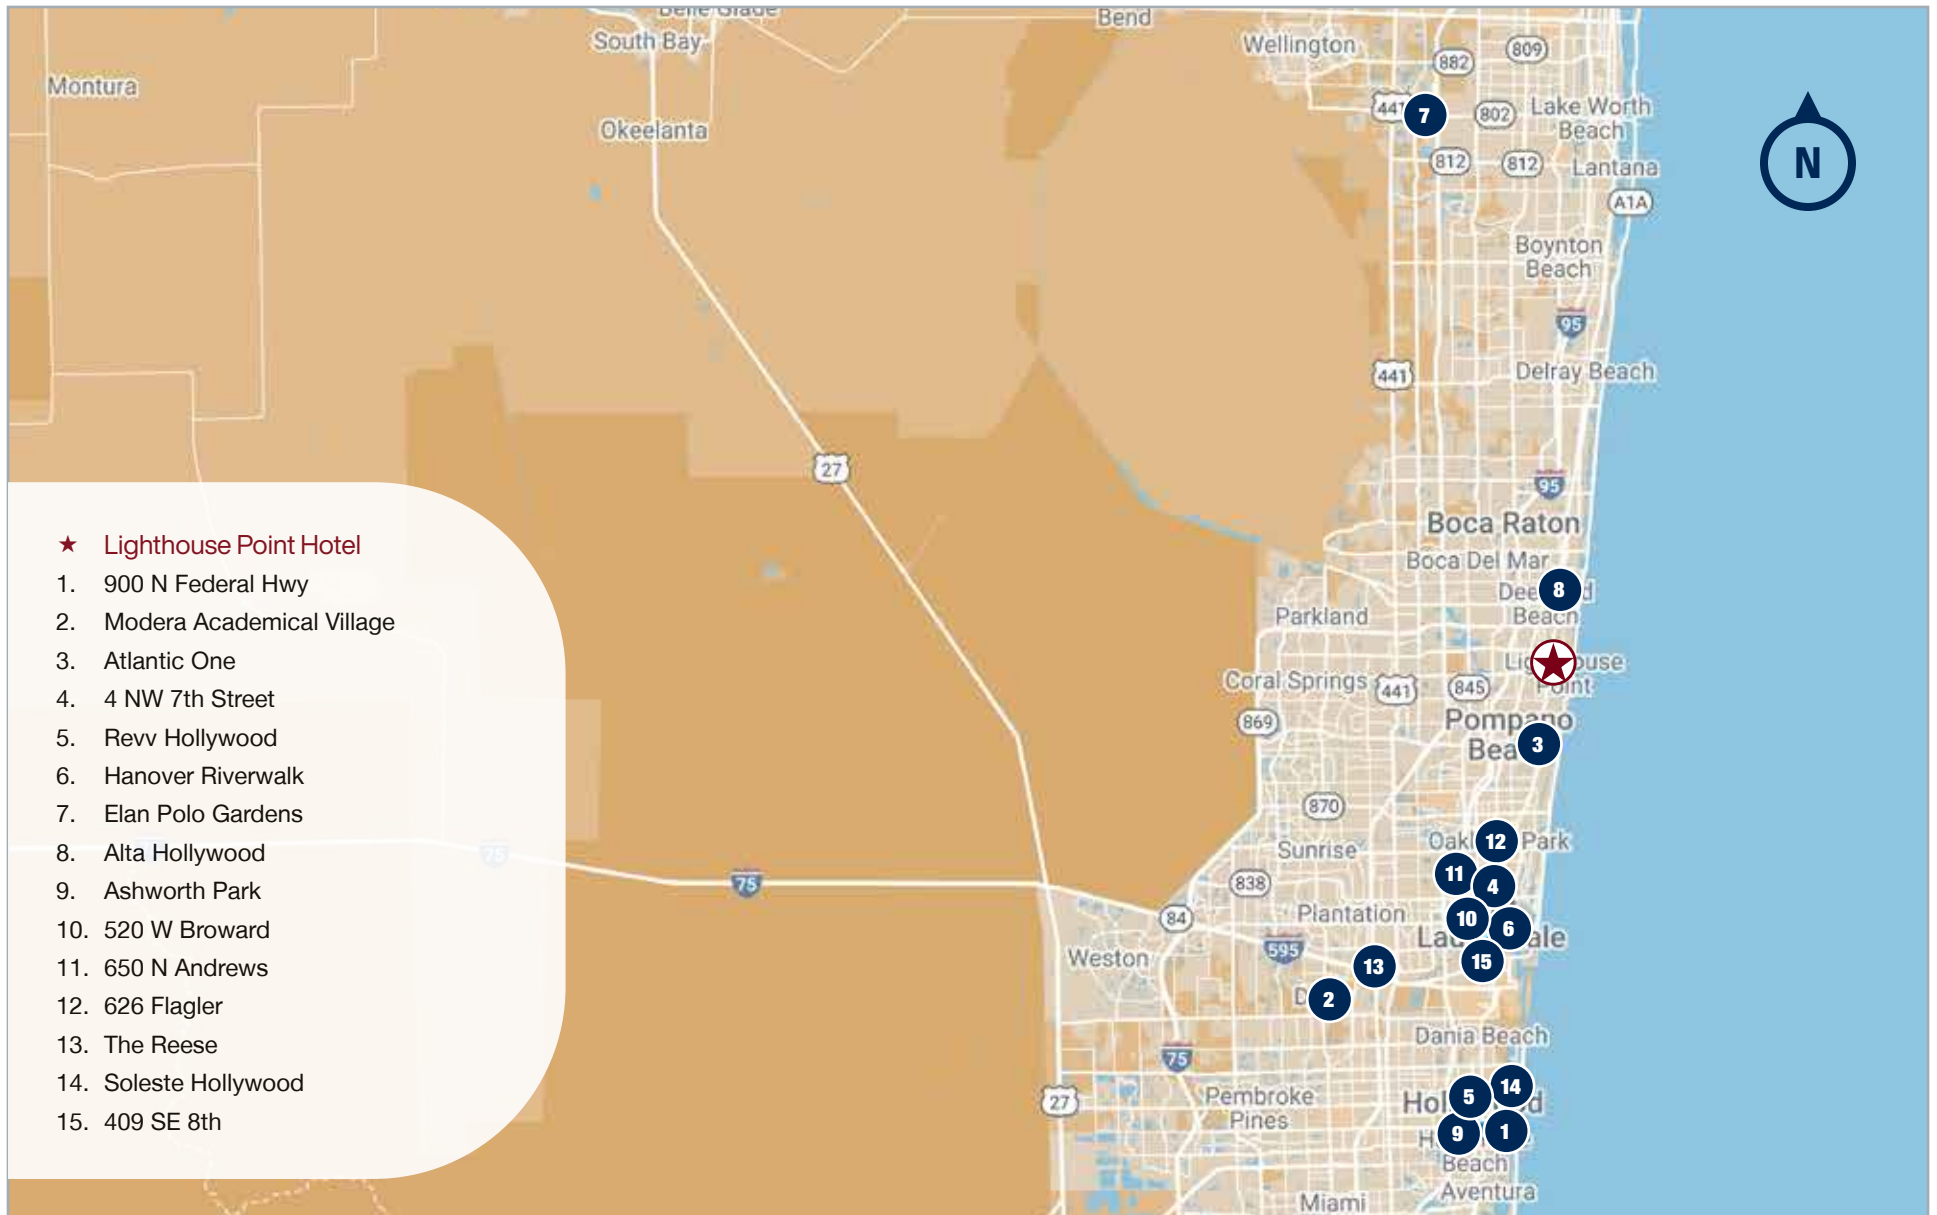 Belle Glade
South Bay
Bend
Wellington
882
809
Montura
441
7
802
Lake Worth
Beach
Okeelanta
N
812
812
Lantana
A1A
Boynton
Beach
95
441
Delray Beach
27
95
Boca Raton
★ Lighthouse Point Hotel
1. 900 N Federal Hwy
2. Modera Academical Village
3. Atlantic One
4. 4 NW 7th Street
5. Revv Hollywood
6. Hanover Riverwalk
7. Elan Polo Gardens
8. Alta Hollywood
9. Ashworth Park
10. 520 W Broward
11. 650 N Andrews
12. 626 Flagler
13. The Reese
14. Soleste Hollywood
15. 409 SE 8th
Boca Del Mar
8
Beach
Parkland
Point
Coral Springs
441
845
869
Pompano
3
870
Sunrise
12
Park
11
4
838
75
75
Plantation
10
6
84
595
Weston
13
15
2
Dania Beach
75
27
Pembroke
Pines
5
14
9
1
Beach
Aventura
Miami